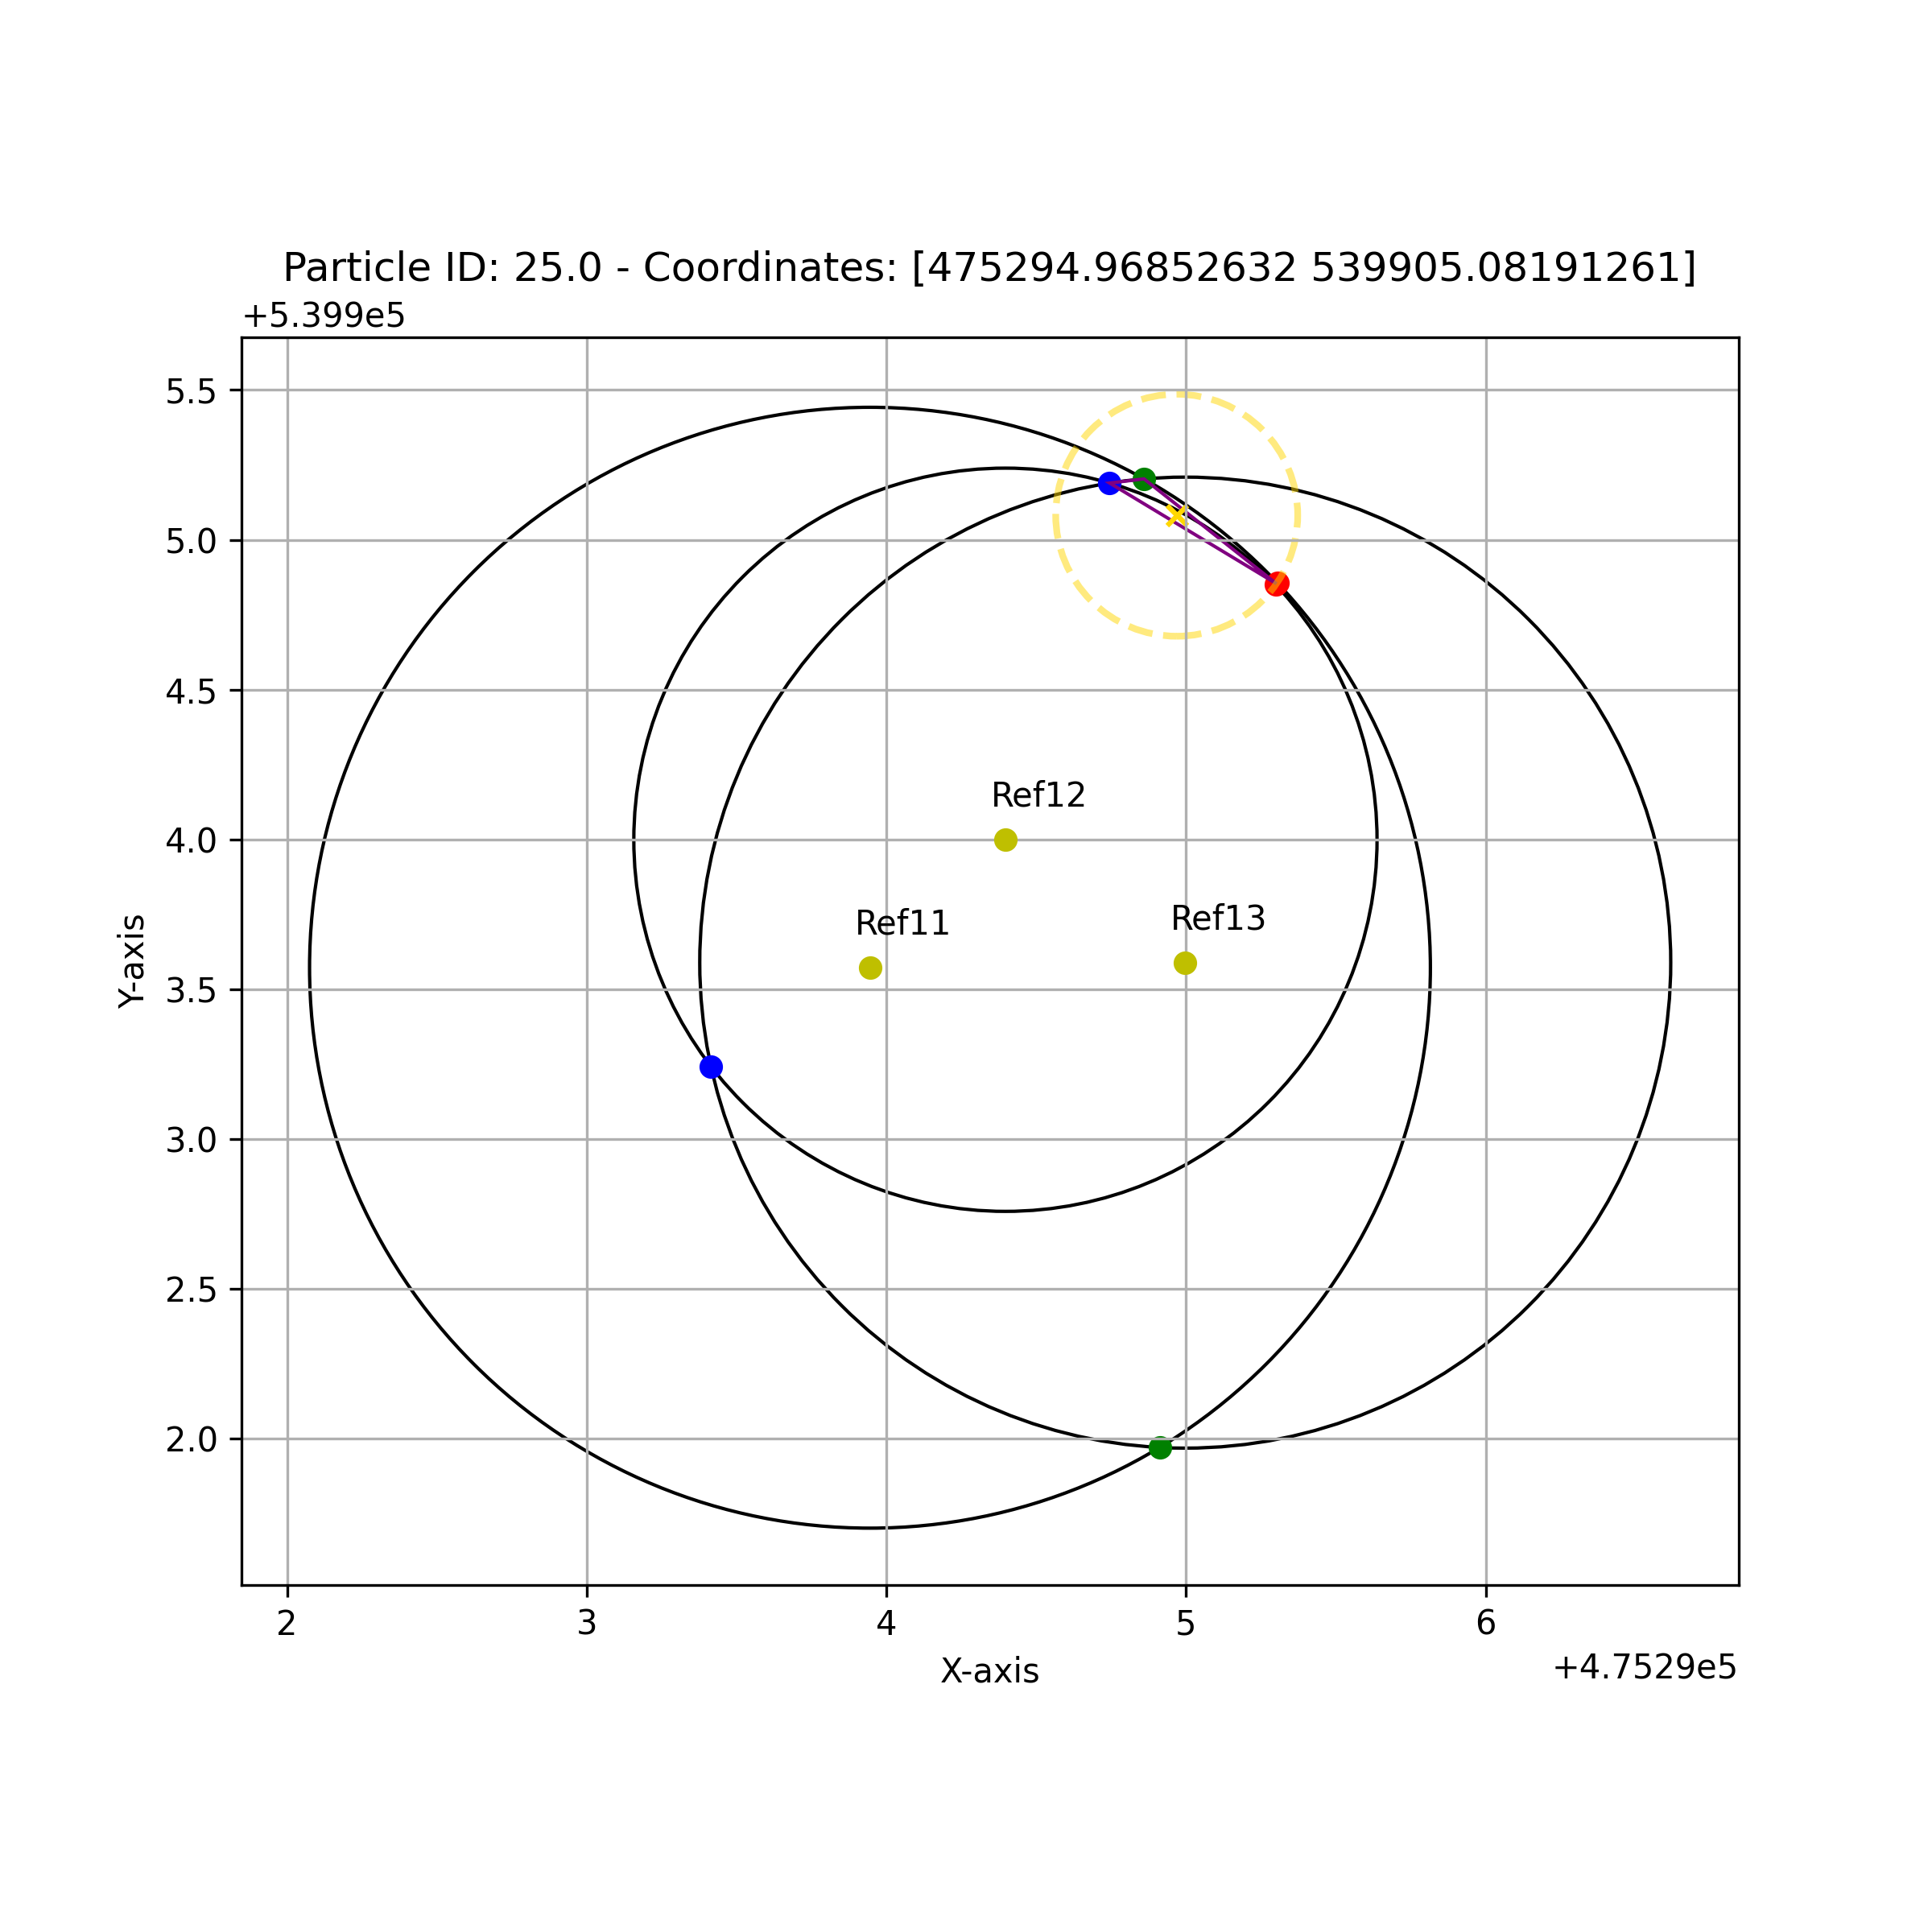 Particle ID: 25.0 - Coordinates: [475294.96852632 539905.08191261]
+5.399e5
5.5
5.0
4.5
4.0
3.5
3.0
2.5
2.0
Y-axis
Ref12
Ref11
Ref13
2 3 4 5 6
X-axis
+4.7529e5